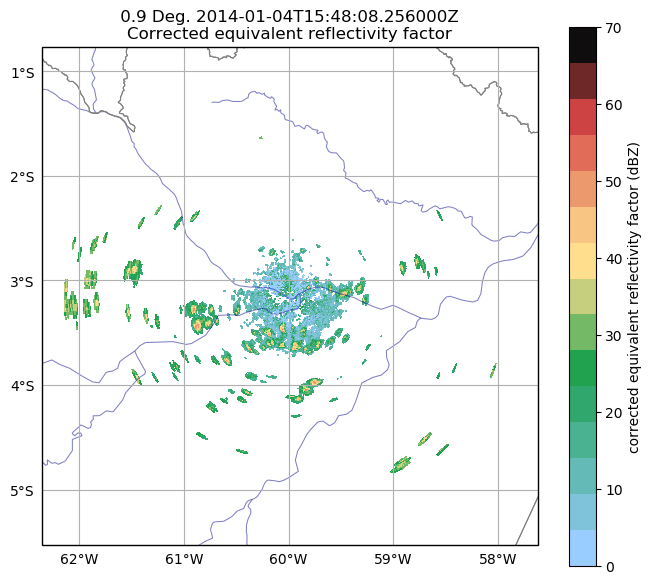 0.9 Deg. 2014-01-04T15:48:08.256000Z
Corrected equivalent reflectivity factor
1°S
2°S
3°S
4°S
5°S
62°W
61°W
60°W
59°W
58°W
70
60
50
40
30
20
10
0
corrected equivalent reflectivity factor (dBZ)